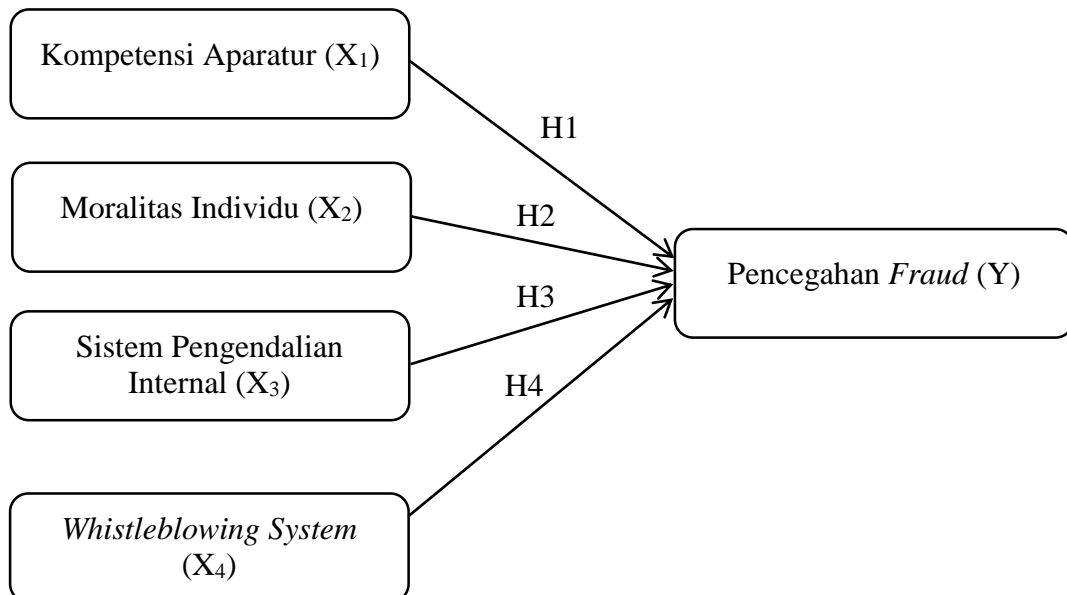 Kompetensi Aparatur (X₁)
H1
Moralitas Individu (X₂)
H2
Pencegahan Fraud (Y)
H3
Sistem Pengendalian
Internal (X₃)
H4
Whistleblowing System
(X₄)